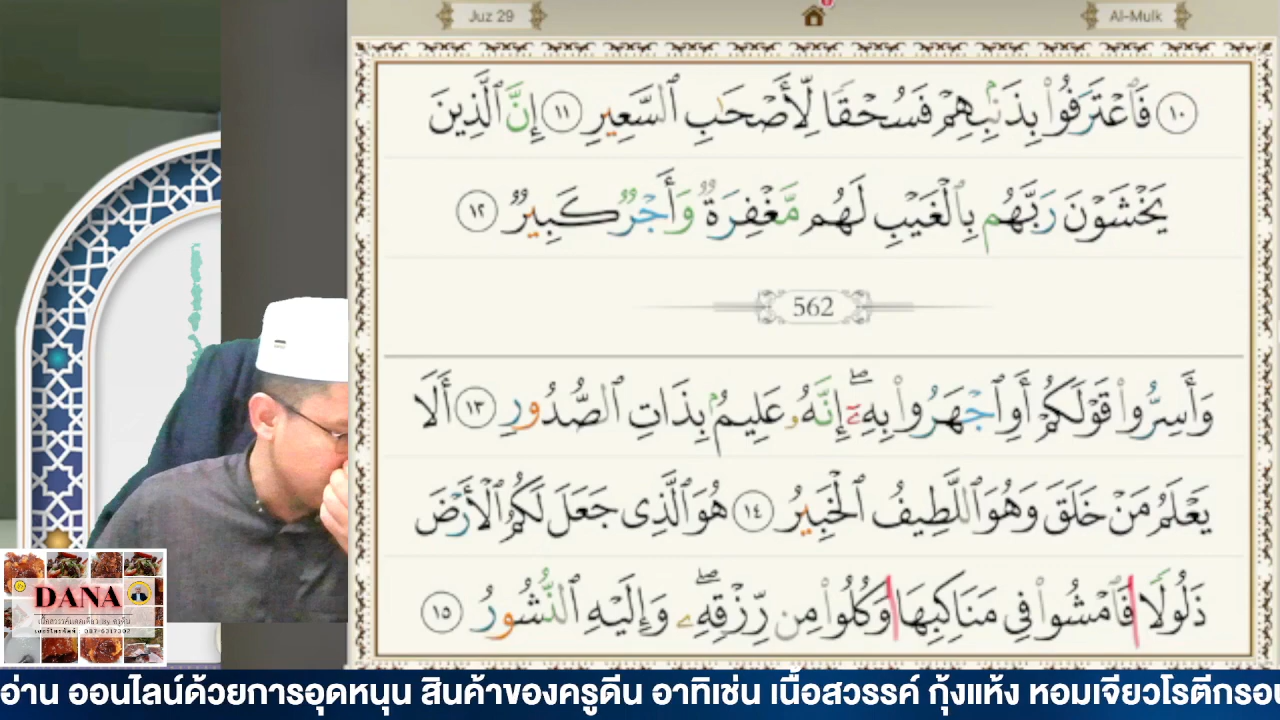 Juz 29
Al-Mulk
١٠ فَٱعْتَرَفُوا۟ بِذَنۢبِهِمْ فَسُحْقًا لِّأَصْحَٰبِ ٱلسَّعِيرِ ١١ إِنَّ ٱلَّذِينَ
يَخْشَوْنَ رَبَّهُم بِٱلْغَيْبِ لَهُم مَّغْفِرَةٌ وَأَجْرٌ كَبِيرٌ ١٢
562
وَأَسِرُّوا۟ قَوْلَكُمْ أَوِ ٱجْهَرُوا۟ بِهِۦٓ ۖ إِنَّهُۥ عَلِيمٌۢ بِذَاتِ ٱلصُّدُورِ ١٣ أَلَا
يَعْلَمُ مَنْ خَلَقَ وَهُوَ ٱللَّطِيفُ ٱلْخَبِيرُ ١٤ هُوَ ٱلَّذِى جَعَلَ لَكُمُ ٱلْأَرْضَ
ذَلُولًا فَٱمْشُوا۟ فِى مَنَاكِبِهَا وَكُلُوا۟ مِن رِّزْقِهِۦ ۖ وَإِلَيْهِ ٱلنُّشُورُ ١٥
DANA
อ่าน ออนไลน์ด้วยการอุดหนุน สินค้าของครูดีน อาทิเช่น เนื้อสวรรค์ กุ้งแห้ง หอมเจียวโรตีกรอบ